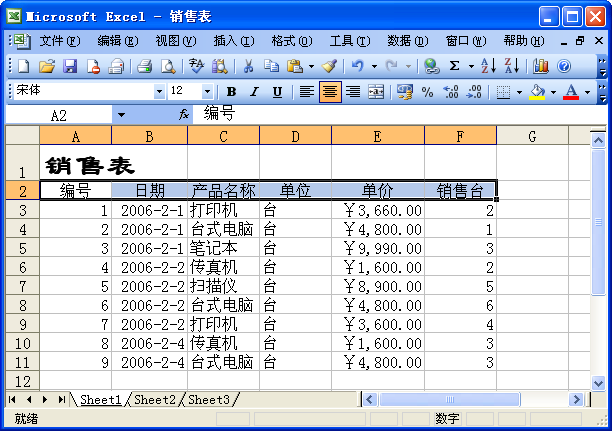 Microsoft Excel - 销售表
文件(F) 编辑(E) 视图(V) 插入(I) 格式(O) 工具(T) 数据(D) 窗口(W) 帮助(H)
宋体 12 B I U
A2 fx 编号
A B C D E F G
1 销售表
2 编号 日期 产品名称 单位 单价 销售台
3 1 2006-2-1 打印机 台 ￥3,660.00 2
4 2 2006-2-1 台式电脑 台 ￥4,800.00 1
5 3 2006-2-1 笔记本 台 ￥9,990.00 3
6 4 2006-2-2 传真机 台 ￥1,600.00 2
7 5 2006-2-2 扫描仪 台 ￥8,900.00 5
8 6 2006-2-2 台式电脑 台 ￥4,800.00 6
9 7 2006-2-2 打印机 台 ￥3,600.00 4
10 8 2006-2-4 传真机 台 ￥1,600.00 3
11 9 2006-2-4 台式电脑 台 ￥4,800.00 3
12
Sheet1 Sheet2 Sheet3
就绪 数字